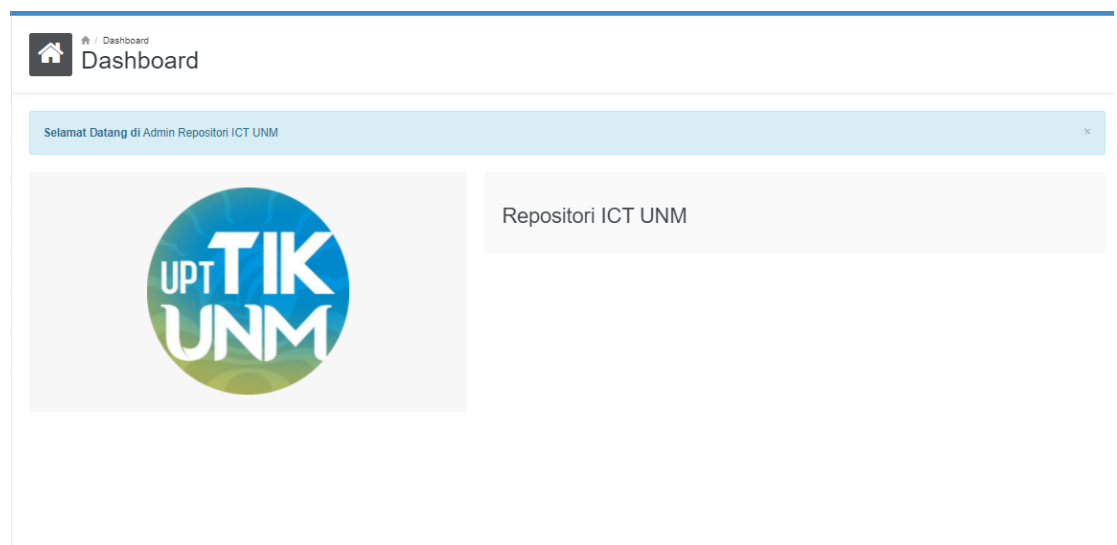 / Dashboard
Dashboard
Selamat Datang di Admin Repositori ICT UNM
×
UPT TIK
UNM
Repositori ICT UNM